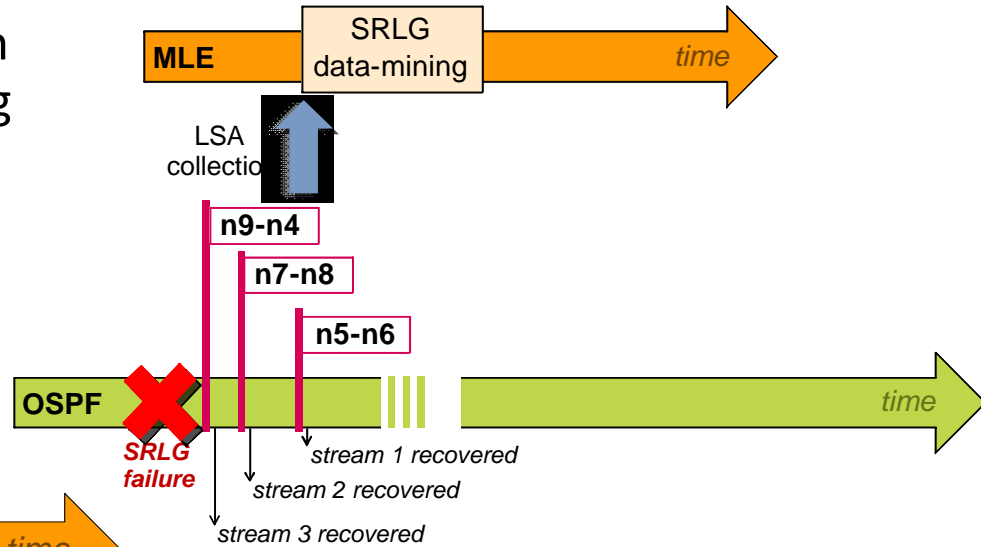 n
g
SRLG
data-mining
MLE
time
LSA
collectio
n9-n4
n7-n8
n5-n6
OSPF
time
SRLG
failure
stream 1 recovered
stream 2 recovered
stream 3 recovered
time